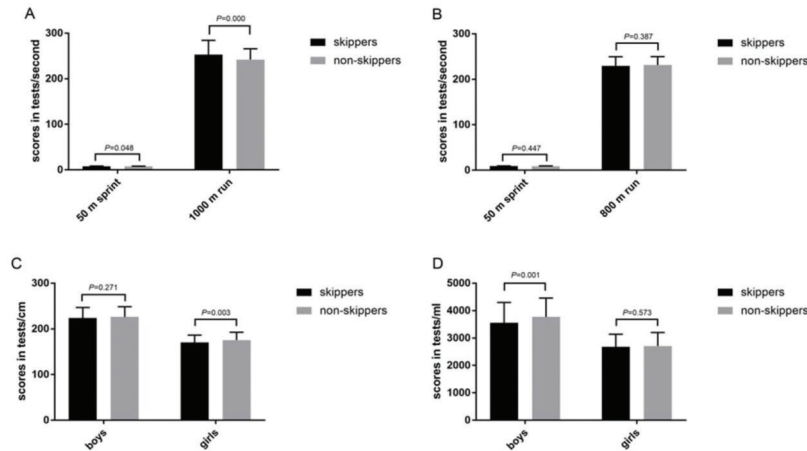 A
P=0.000
300
200
100
0
scores in tests/second
P=0.048
50 m sprint
1000 m run
skippers
non-skippers
B
P=0.387
300
200
100
0
scores in tests/second
P=0.447
50 m sprint
800 m run
skippers
non-skippers
C
P=0.271
P=0.003
300
200
100
0
scores in tests/cm
boys
girls
skippers
non-skippers
D
P=0.001
P=0.573
5000
4000
3000
2000
1000
0
scores in tests/ml
boys
girls
skippers
non-skippers